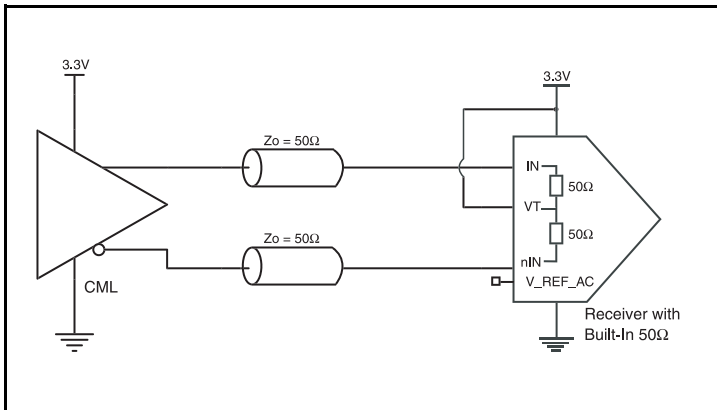 3.3V
3.3V
Zo = 50Ω
IN
50Ω
VT
50Ω
Zo = 50Ω
nIN
V_REF_AC
CML
Receiver with
Built-In 50Ω